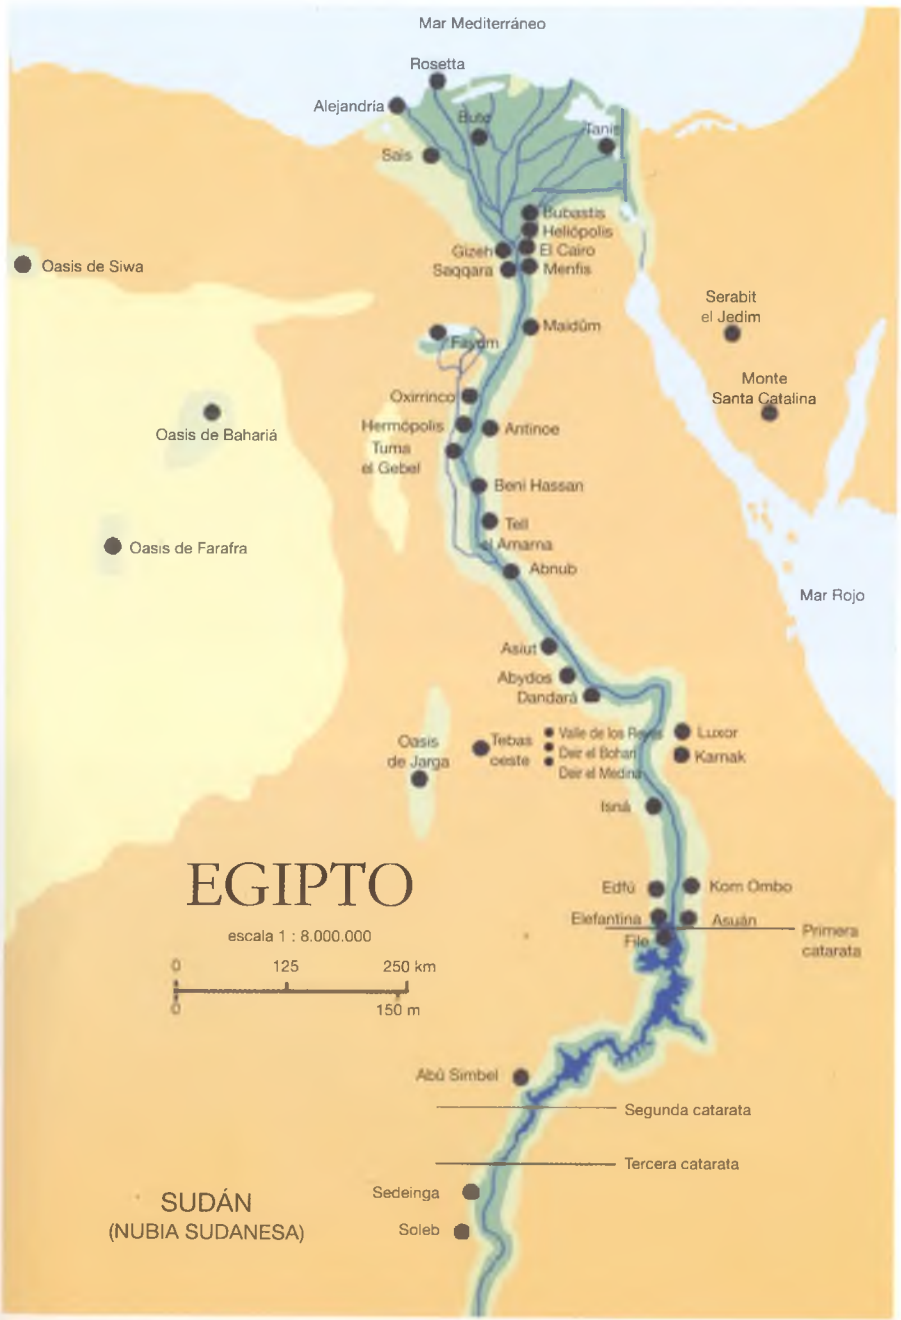 Mar Mediterráneo
Rosetta
Alejandría
Buto
Tanis
Sais
Bubastis
Heliópolis
Gizeh
El Cairo
Saqqara
Menfis
Oasis de Siwa
Serabit
el Jedim
Maidûm
Fayum
Monte
Santa Catalina
Oxirrinco
Oasis de Bahariá
Hermópolis
Antinoe
Tuma
el Gebel
Beni Hassan
Tell
el Amarna
Oasis de Farafra
Abnub
Mar Rojo
Asiut
Abydos
Dandará
Valle de los Reyes
Luxor
Oasis
de Jarga
Tebas
oeste
Deir el Bohari
Karnak
Deir el Medina
Isná
EGIPTO
Edfú
Kom Ombo
escala 1 : 8.000.000
Elefantina
Asuán
Primera
catarata
File
0 125 250 km
0 150 m
Abû Simbel
Segunda catarata
Tercera catarata
Sedeinga
SUDÁN
(NUBIA SUDANESA)
Soleb